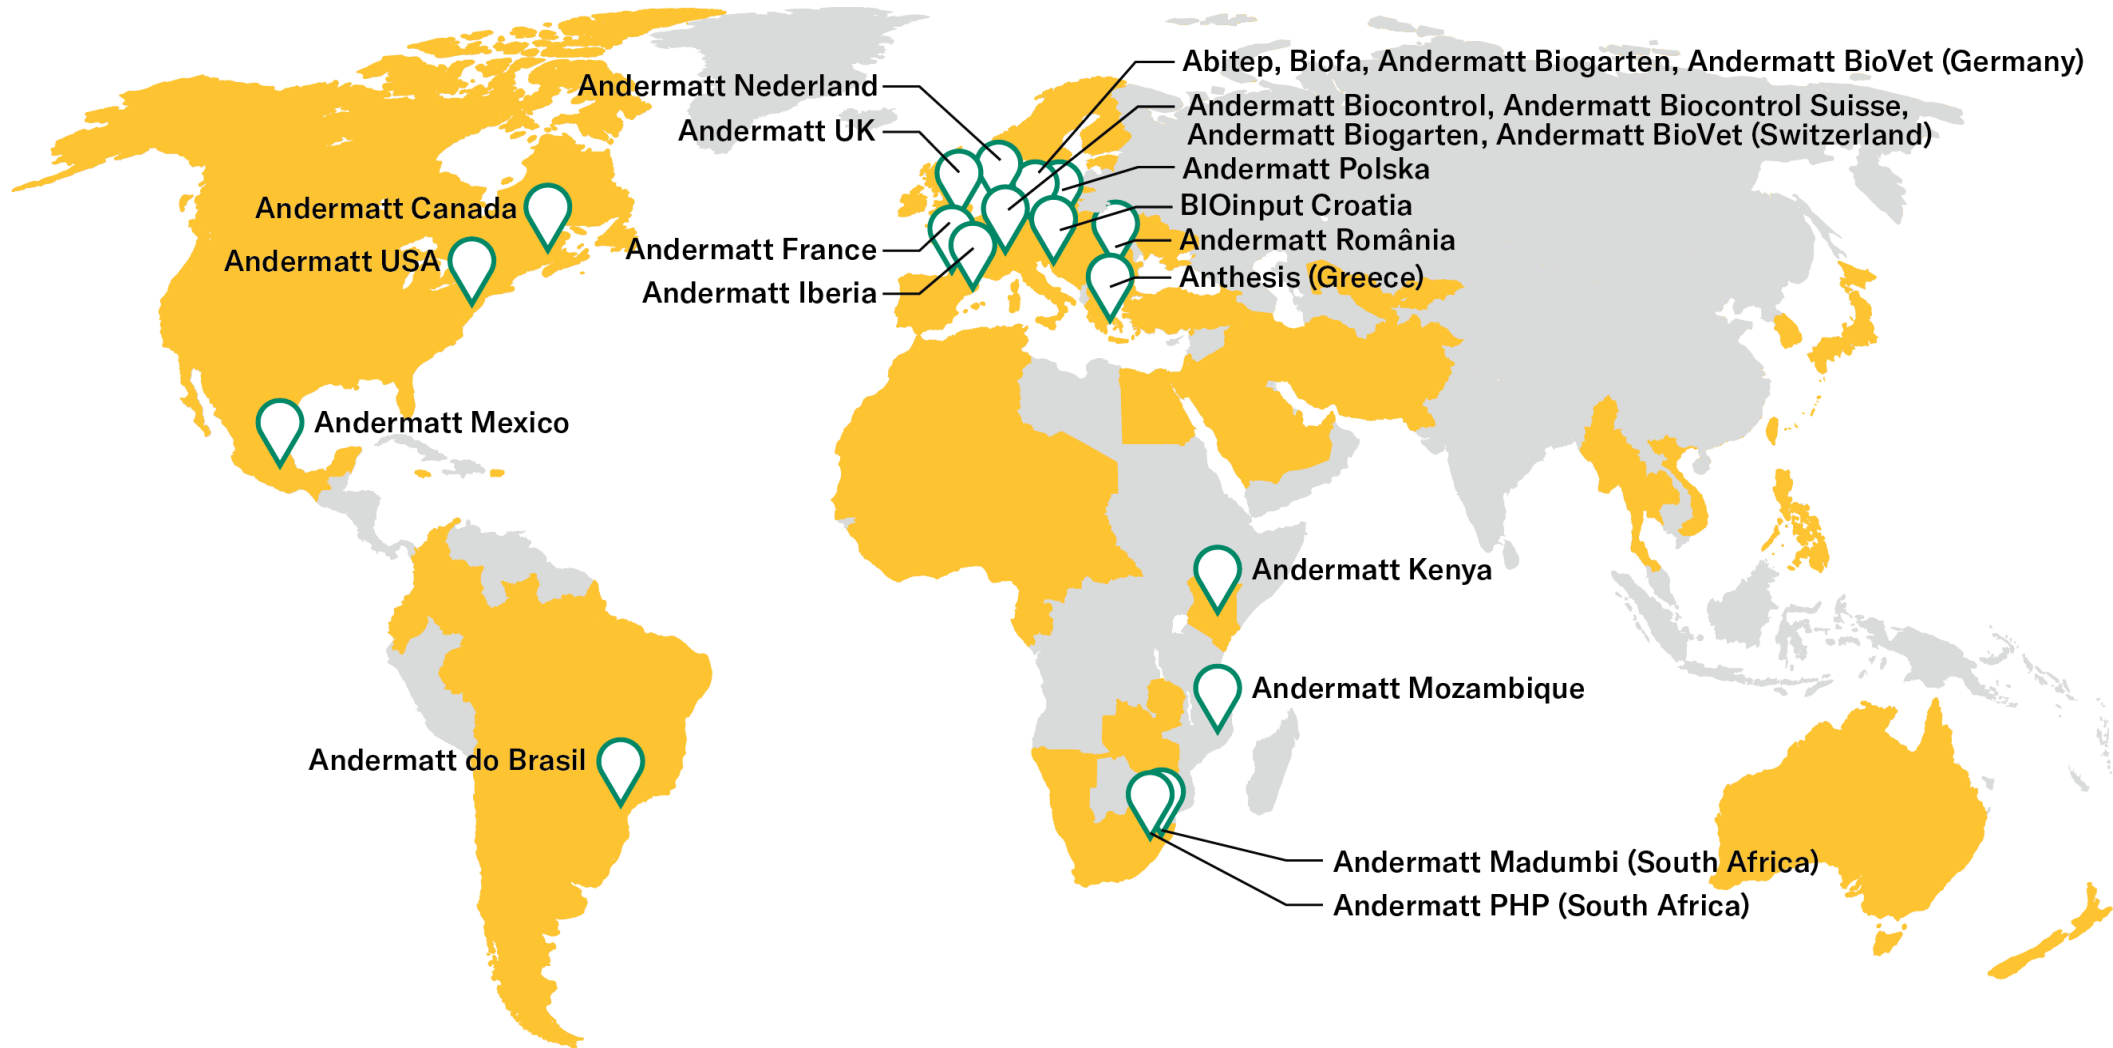 Abitep, Biofa, Andermatt Biogarten, Andermatt BioVet (Germany)
Andermatt Nederland
Andermatt Biocontrol, Andermatt Biocontrol Suisse,
Andermatt UK
Andermatt Biogarten, Andermatt BioVet (Switzerland)
Andermatt Polska
Andermatt Canada
BIOinput Croatia
Andermatt France
Andermatt România
Andermatt USA
Anthesis (Greece)
Andermatt Iberia
Andermatt Mexico
Andermatt Kenya
Andermatt Mozambique
Andermatt do Brasil
Andermatt Madumbi (South Africa)
Andermatt PHP (South Africa)